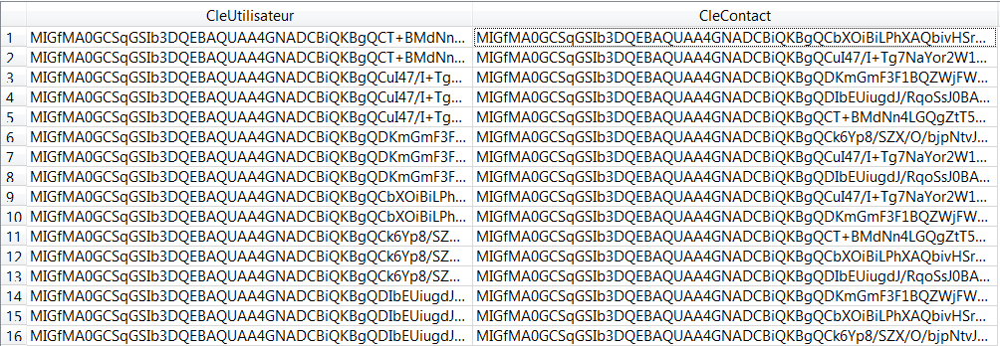 CleUtilisateur CleContact
1 MIGfMA0GCSqGSIb3DQEBAQUAA4GNADCBiQKBgQCT+BMdNn... MIGfMA0GCSqGSIb3DQEBAQUAA4GNADCBiQKBgQCbXOiBiLPhXAQbivHSr...
2 MIGfMA0GCSqGSIb3DQEBAQUAA4GNADCBiQKBgQCT+BMdNn... MIGfMA0GCSqGSIb3DQEBAQUAA4GNADCBiQKBgQCuI47/I+Tg7NaYor2W1...
3 MIGfMA0GCSqGSIb3DQEBAQUAA4GNADCBiQKBgQCuI47/I+Tg... MIGfMA0GCSqGSIb3DQEBAQUAA4GNADCBiQKBgQDKmGmF3F1BQZWjFW...
4 MIGfMA0GCSqGSIb3DQEBAQUAA4GNADCBiQKBgQCuI47/I+Tg... MIGfMA0GCSqGSIb3DQEBAQUAA4GNADCBiQKBgQDIbEUiugdJ/RqoSsJ0BA...
5 MIGfMA0GCSqGSIb3DQEBAQUAA4GNADCBiQKBgQCuI47/I+Tg... MIGfMA0GCSqGSIb3DQEBAQUAA4GNADCBiQKBgQCT+BMdNn4LGQgZtT5...
6 MIGfMA0GCSqGSIb3DQEBAQUAA4GNADCBiQKBgQDKmGmF3F... MIGfMA0GCSqGSIb3DQEBAQUAA4GNADCBiQKBgQCk6Yp8/SZX/O/bjpNtvJ...
7 MIGfMA0GCSqGSIb3DQEBAQUAA4GNADCBiQKBgQDKmGmF3F... MIGfMA0GCSqGSIb3DQEBAQUAA4GNADCBiQKBgQCuI47/I+Tg7NaYor2W1...
8 MIGfMA0GCSqGSIb3DQEBAQUAA4GNADCBiQKBgQDKmGmF3F... MIGfMA0GCSqGSIb3DQEBAQUAA4GNADCBiQKBgQDIbEUiugdJ/RqoSsJ0BA...
9 MIGfMA0GCSqGSIb3DQEBAQUAA4GNADCBiQKBgQCbXOiBiLPh... MIGfMA0GCSqGSIb3DQEBAQUAA4GNADCBiQKBgQCuI47/I+Tg7NaYor2W1...
10 MIGfMA0GCSqGSIb3DQEBAQUAA4GNADCBiQKBgQCbXOiBiLPh... MIGfMA0GCSqGSIb3DQEBAQUAA4GNADCBiQKBgQDKmGmF3F1BQZWjFW...
11 MIGfMA0GCSqGSIb3DQEBAQUAA4GNADCBiQKBgQCk6Yp8/SZ... MIGfMA0GCSqGSIb3DQEBAQUAA4GNADCBiQKBgQCT+BMdNn4LGQgZtT5...
12 MIGfMA0GCSqGSIb3DQEBAQUAA4GNADCBiQKBgQCk6Yp8/SZ... MIGfMA0GCSqGSIb3DQEBAQUAA4GNADCBiQKBgQCbXOiBiLPhXAQbivHSr...
13 MIGfMA0GCSqGSIb3DQEBAQUAA4GNADCBiQKBgQCk6Yp8/SZ... MIGfMA0GCSqGSIb3DQEBAQUAA4GNADCBiQKBgQDIbEUiugdJ/RqoSsJ0BA...
14 MIGfMA0GCSqGSIb3DQEBAQUAA4GNADCBiQKBgQDIbEUiugdJ... MIGfMA0GCSqGSIb3DQEBAQUAA4GNADCBiQKBgQDKmGmF3F1BQZWjFW...
15 MIGfMA0GCSqGSIb3DQEBAQUAA4GNADCBiQKBgQDIbEUiugdJ... MIGfMA0GCSqGSIb3DQEBAQUAA4GNADCBiQKBgQCbXOiBiLPhXAQbivHSr...
16 MIGfMA0GCSqGSIb3DQEBAQUAA4GNADCBiQKBgQDIbEUiugdJ... MIGfMA0GCSqGSIb3DQEBAQUAA4GNADCBiQKBgQCk6Yp8/SZX/O/bjpNtvJ...